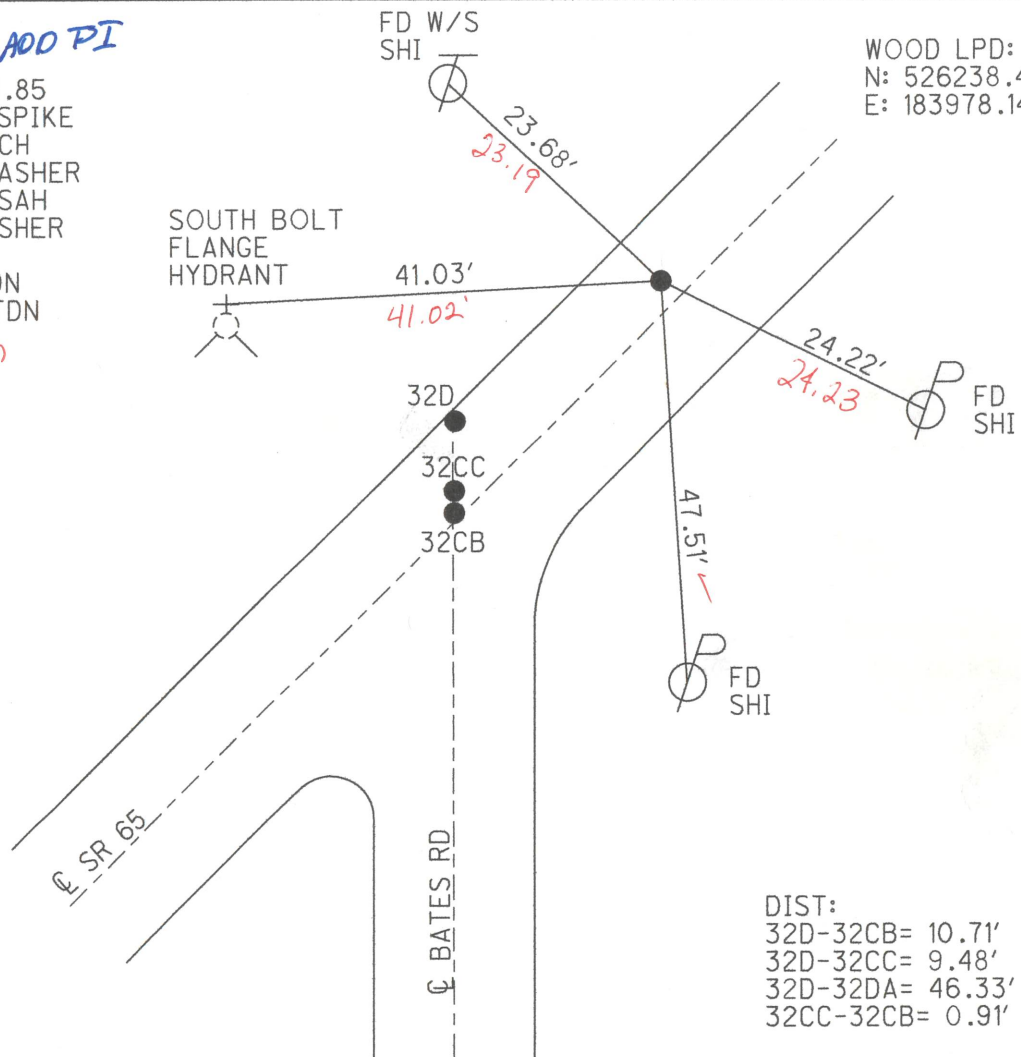 ADD PI
.85
SPIKE
CH
ASHER
SAH
SHER
ON
TDN
FD W/S
SHI
WOOD LPD:
N: 526238.4
E: 183978.14
23.68'
23.19
SOUTH BOLT
FLANGE
HYDRANT
41.03'
41.02'
24.22'
24.23
FD
SHI
32D
32CC
32CB
47.51'
FD
SHI
℄ SR 65
℄ BATES RD
DIST:
32D-32CB= 10.71'
32D-32CC= 9.48'
32D-32DA= 46.33'
32CC-32CB= 0.91'